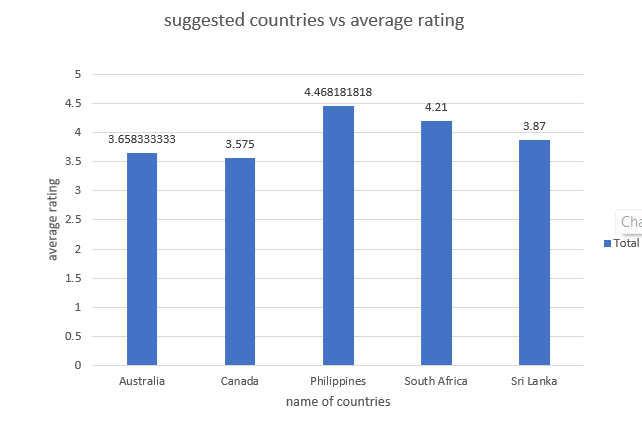 suggested countries vs average rating
5
4.5
4
3.5
3
2.5
2
1.5
1
0.5
0
average rating
3.658333333
3.575
4.468181818
4.21
3.87
Australia
Canada
Philippines
South Africa
Sri Lanka
name of countries
Cha
Total